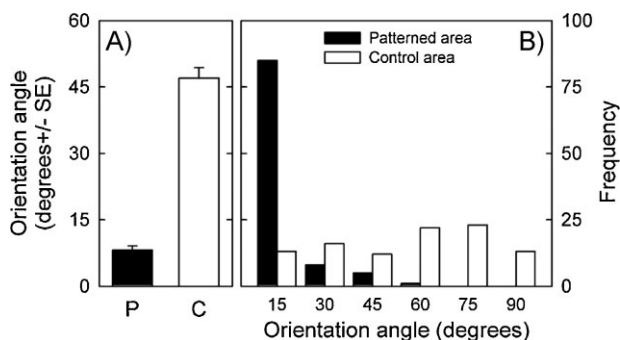 A)
B)
Patterned area
Control area
Orientation angle
(degrees+/- SE)
60
45
30
15
0
P
C
100
75
50
25
0
Frequency
15 30 45 60 75 90
Orientation angle (degrees)